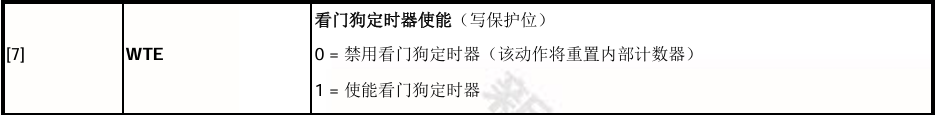 [7] WTE 看门狗定时器使能（写保护位）
0 = 禁用看门狗定时器（该动作将重置内部计数器）
1 = 使能看门狗定时器